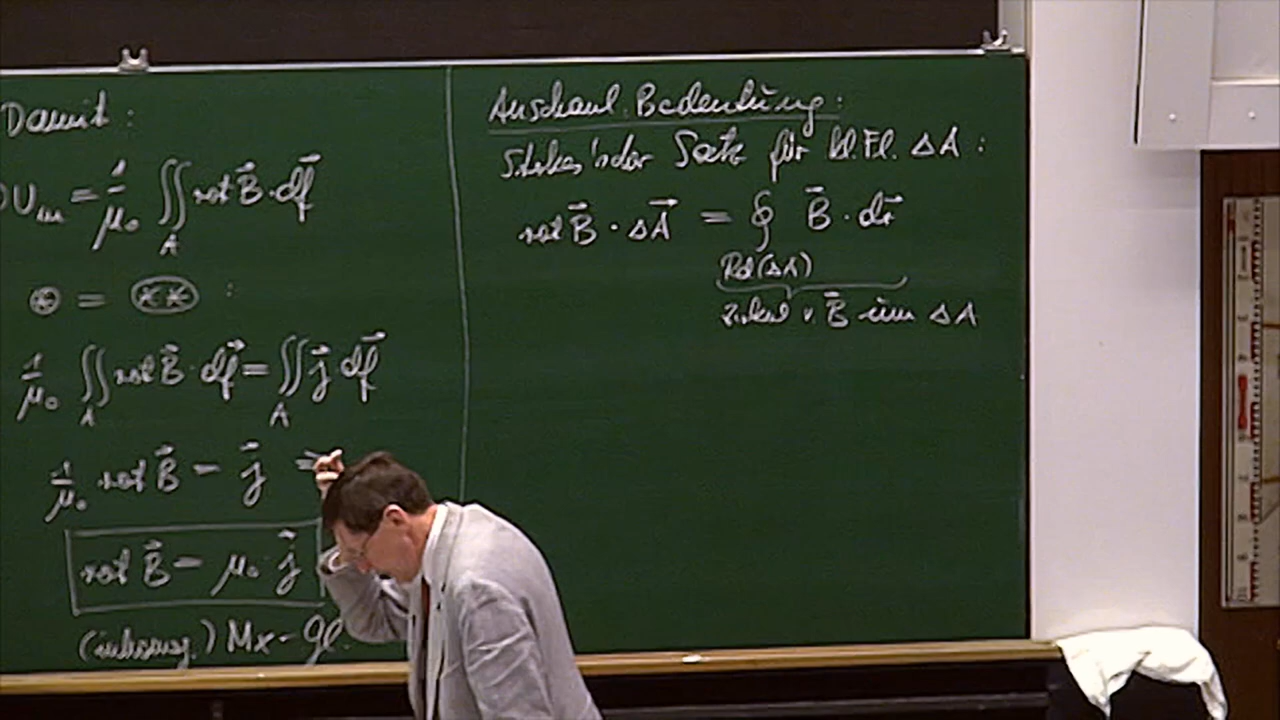 Damit :
U_m = 1/μ₀ ∬_A rot B⃗ · df⃗
⊛ = (**) :
1/μ₀ ∬_A rot B⃗ · df⃗ = ∬_A j⃗ df⃗
1/μ₀ rot B⃗ = j⃗ ⇒
rot B⃗ = μ₀ · j⃗
(inhomog.) Mx-Gl.
Anschaul. Bedeutung :
Stokes'scher Satz für kl. Fl. ΔA :
rot B⃗ · ΔA⃗ = ∮ B⃗ · dr⃗
Rd(ΔA)
Zirkul v. B⃗ um ΔA